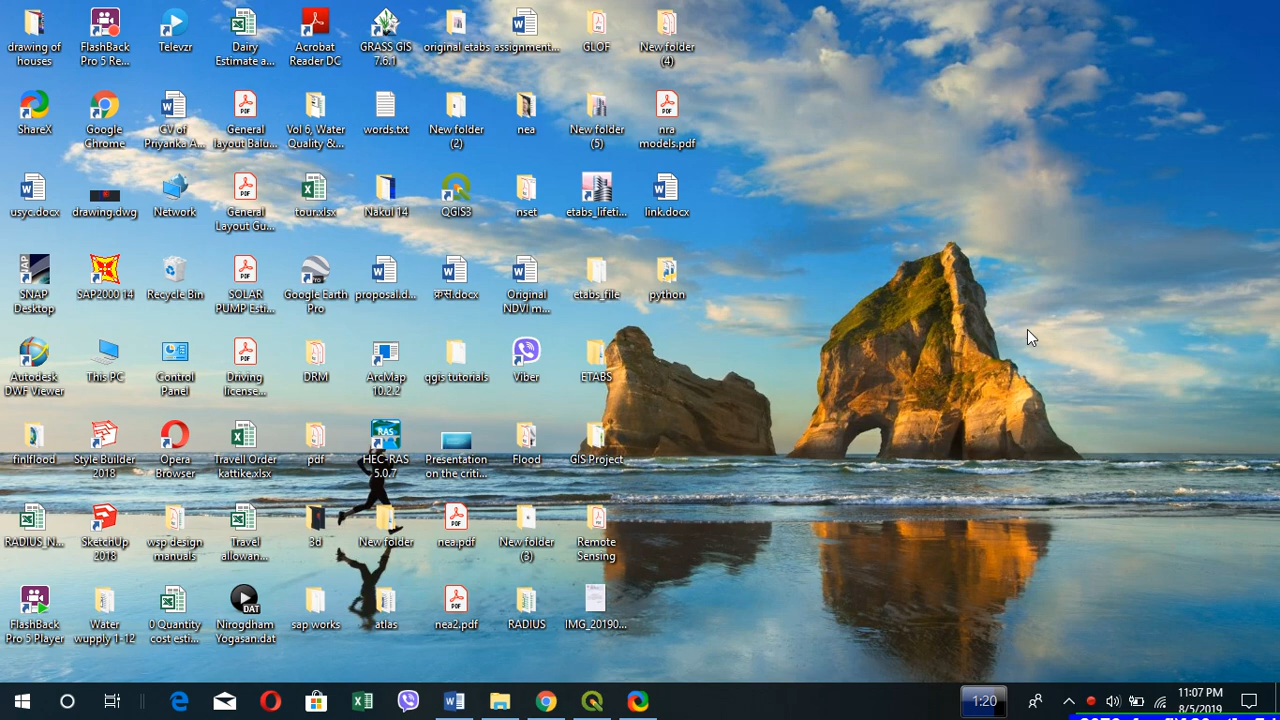 drawing of
houses
FlashBack
Pro 5 Re...
Televzr
Dairy
Estimate a...
Acrobat
Reader DC
GRASS GIS
7.6.1
original etabs
assignment...
GLOF
New folder
(4)
ShareX
Google
Chrome
CV of
Priyanka A...
General
layout Balu...
Vol 6, Water
Quality &...
words.txt
New folder
(2)
nea
New folder
(5)
nra
models.pdf
usyc.docx
drawing.dwg
Network
General
Layout Gu...
tour.xlsx
Nakul 14
QGIS3
nset
etabs_lifeti...
link.docx
SNAP
SNAP
Desktop
SAP2000 14
Recycle Bin
SOLAR
PUMP Esti...
Google Earth
Pro
proposal.d...
Original
NDVI m...
etabs_file
python
Autodesk
DWF Viewer
This PC
Control
Panel
Driving
license...
DRM
ArcMap
10.2.2
qgis tutorials
Viber
ETABS
finlflood
Style Builder
2018
Opera
Browser
Travell Order
kattike.xlsx
pdf
RAS
HEC-RAS
5.0.7
Presentation
on the criti...
Flood
GIS Project
RADIUS_N...
SketchUp
2018
wsp design
manuals
Travel
allowan...
3d
New folder
nea.pdf
New folder
(3)
Remote
Sensing
FlashBack
Pro 5 Player
Water
wupply 1-12
0 Quantity
cost esti...
DAT
Nirogdham
Yogasan.dat
sap works
atlas
nea2.pdf
RADIUS
IMG_20190...
1:20
11:07 PM
8/5/2019